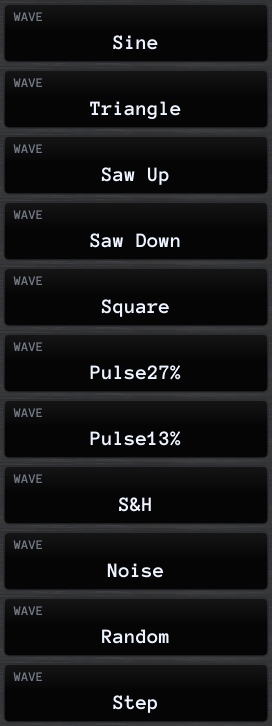 WAVE
Sine
WAVE
Triangle
WAVE
Saw Up
WAVE
Saw Down
WAVE
Square
WAVE
Pulse27%
WAVE
Pulse13%
WAVE
S&H
WAVE
Noise
WAVE
Random
WAVE
Step